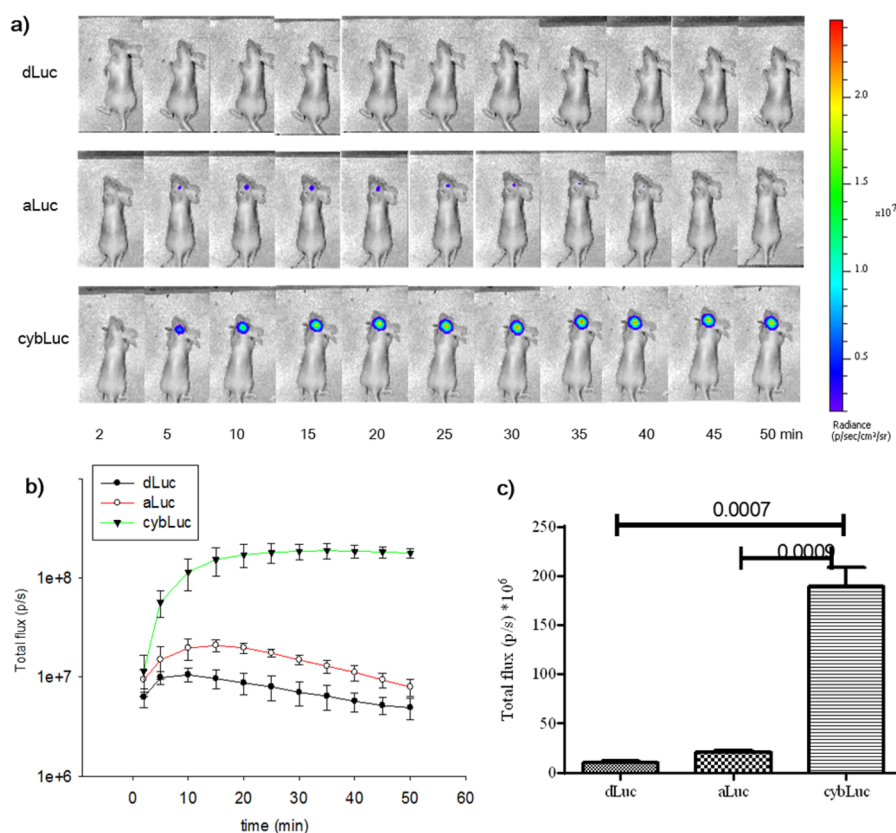 a)
dLuc
aLuc
cybLuc
2 5 10 15 20 25 30 35 40 45 50 min
2.0
1.5
x10⁷
1.0
0.5
Radiance
(p/sec/cm²/sr)
b)
dLuc
aLuc
cybLuc
Total flux (p/s)
1e+8
1e+7
1e+6
0 10 20 30 40 50 60
time (min)
c)
0.0007
0.0009
Total flux (p/s) *10⁶
250
200
150
100
50
0
dLuc aLuc cybLuc